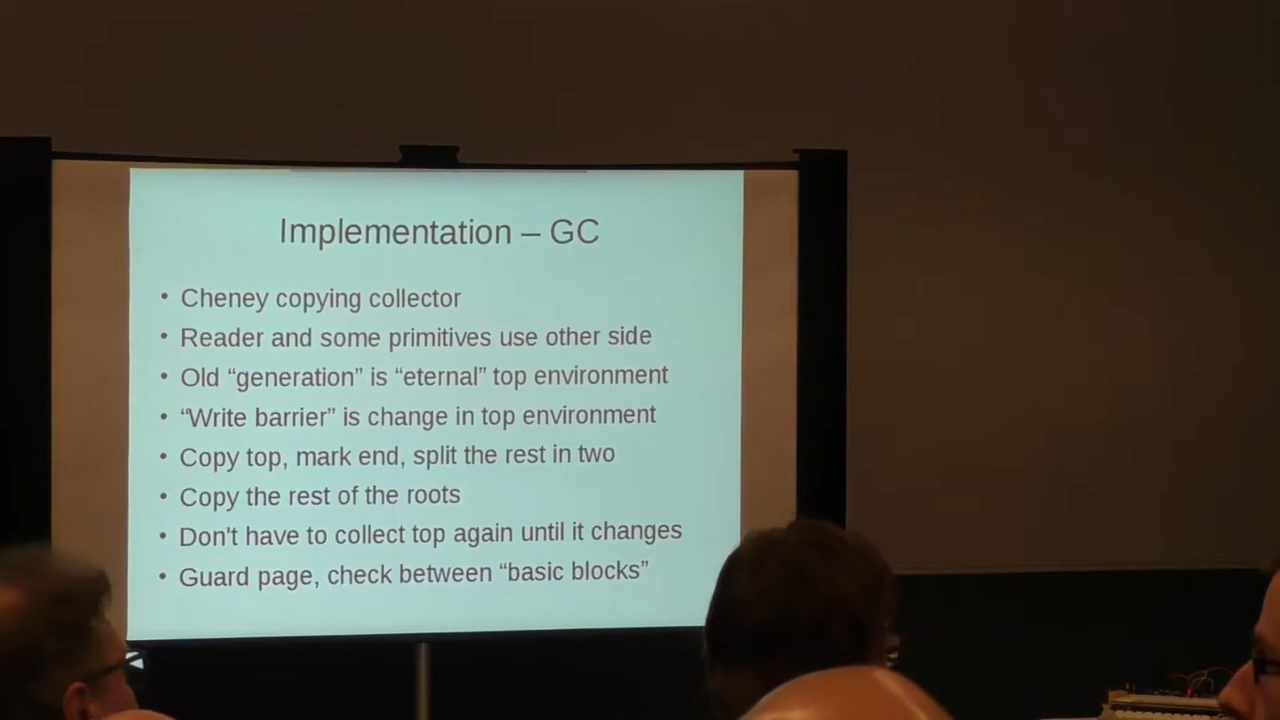 Implementation – GC
• Cheney copying collector
• Reader and some primitives use other side
• Old “generation” is “eternal” top environment
• “Write barrier” is change in top environment
• Copy top, mark end, split the rest in two
• Copy the rest of the roots
• Don't have to collect top again until it changes
• Guard page, check between “basic blocks”